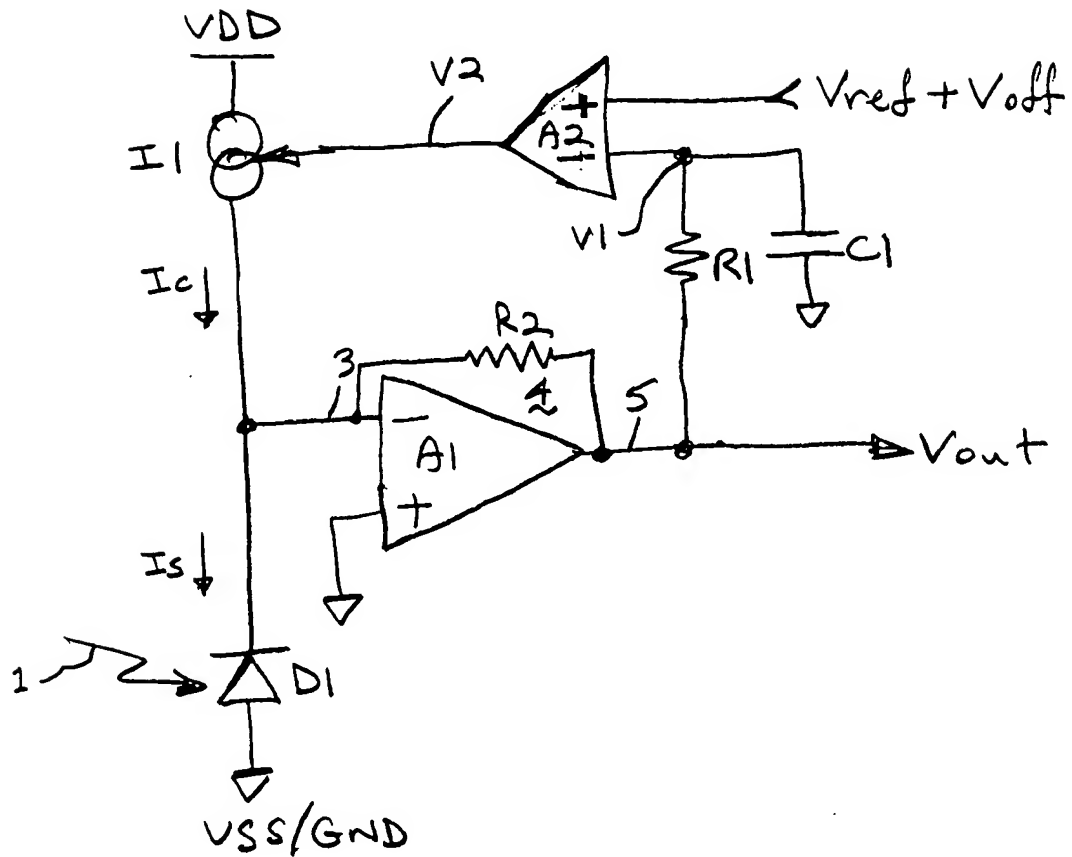 VDD
V2
Vref + Voff
+
A2
I1
V1
R1
C1
Ic
R2
3
4
5
−
A1
+
Vout
Is
1
D1
VSS/GND